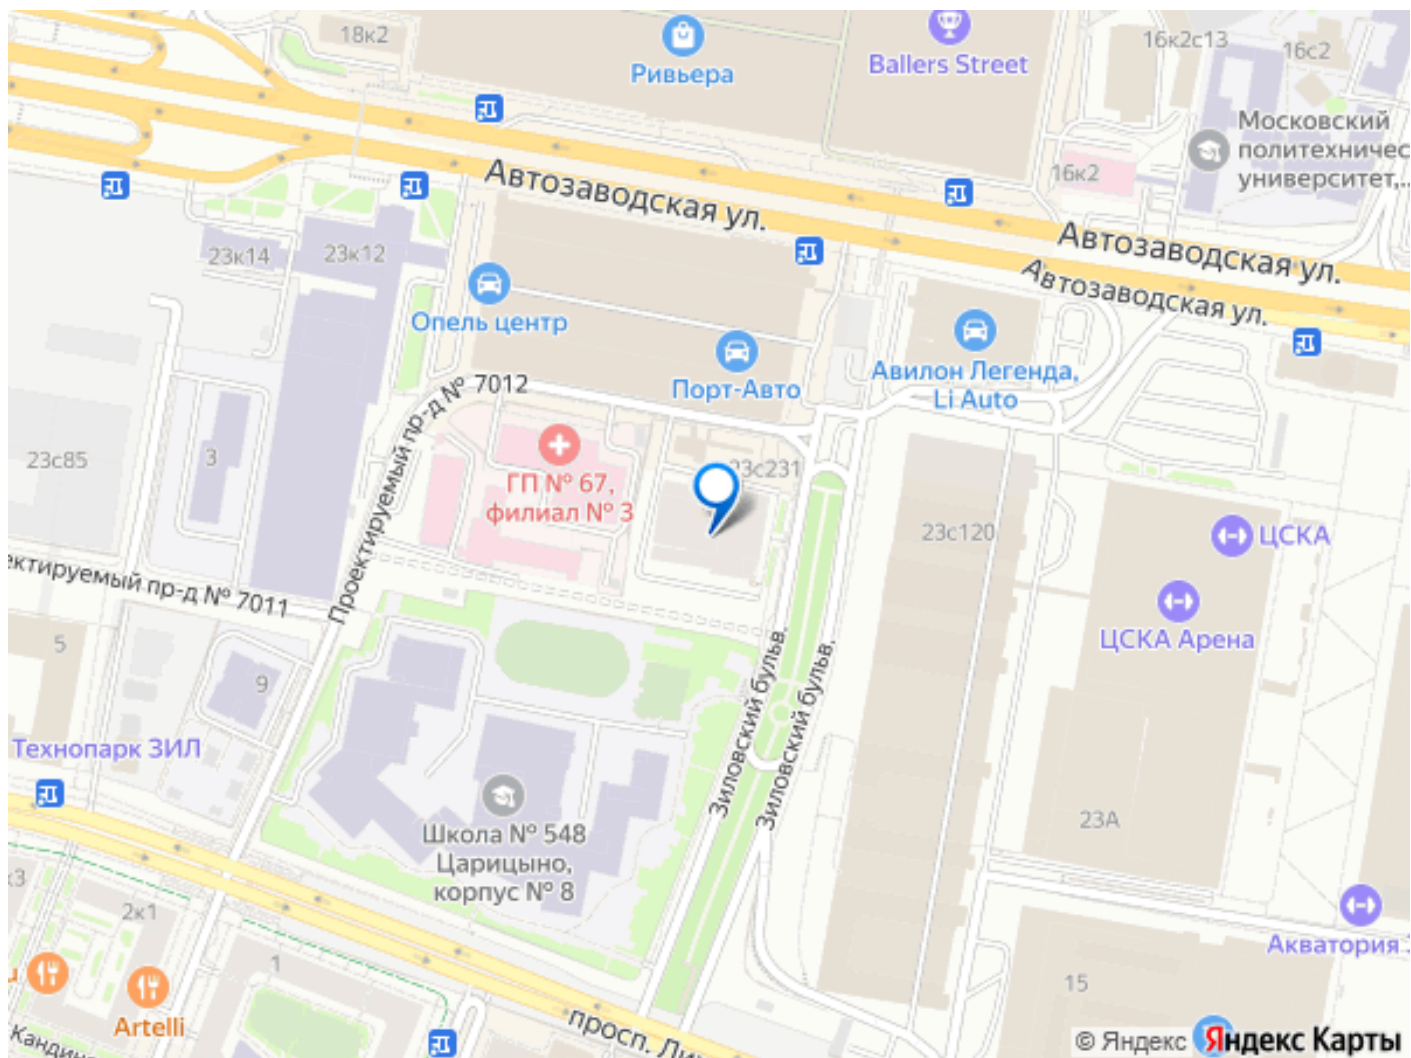 18к2
Ривьера
Ballers Street
16к2с13
16с2
Московский
политехничес
университет,..
16к2
Автозаводская ул.
Автозаводская ул.
Автозаводская ул.
23к14
23к12
Опель центр
Порт-Авто
Авилон Легенда,
Li Auto
Проектируемый пр-д № 7012
23с85
3
ГП № 67,
филиал № 3
23с231
23с120
ЦСКА
ЦСКА Арена
ектируемый пр-д № 7011
5
9
Технопарк ЗИЛ
Зиловский бульв.
Зиловский бульв.
Школа № 548
Царицыно,
корпус № 8
23А
к3
2к1
1
Artelli
Кандинс
просп. Ли
15
Акватория З
© Яндекс Яндекс Карты